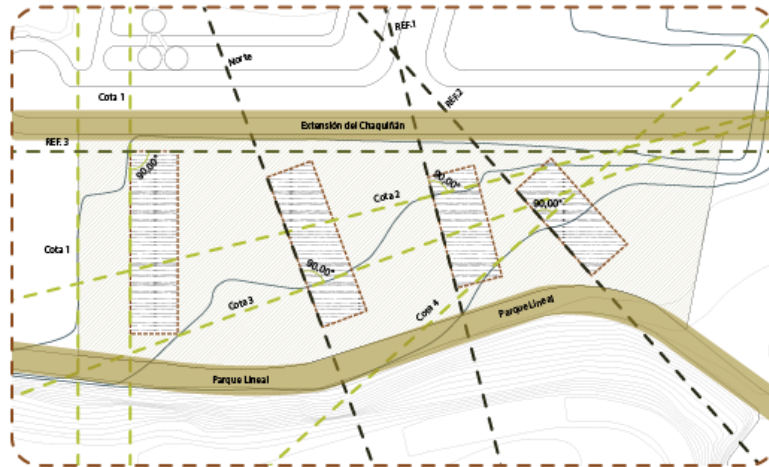 REF.1
Norte
Cota 1
REF.2
Extensión del Chaquiñán
REF. 3
90,00°
90,00°
Cota 2
90,00°
Cota 1
90,00°
Cota 3
Cota 4
Parque Lineal
Parque Lineal